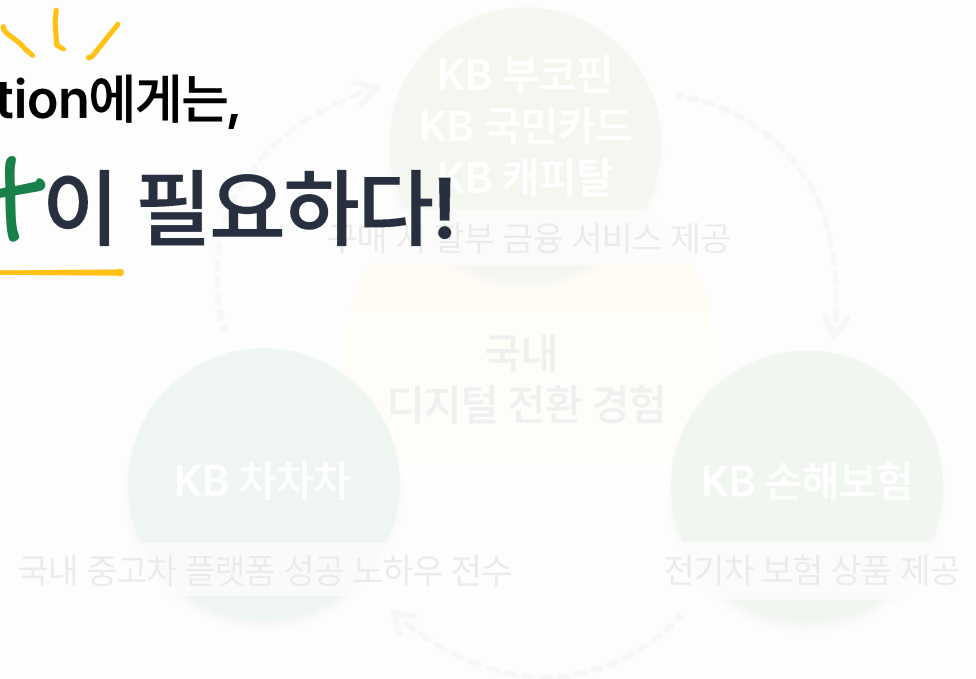 tion에게는,
이 필요하다!
KB 부코핀
KB 국민카드
KB 캐피탈
구매 시 할부 금융 서비스 제공
국내
디지털 전환 경험
KB 차차차
국내 중고차 플랫폼 성공 노하우 전수
KB 손해보험
전기차 보험 상품 제공